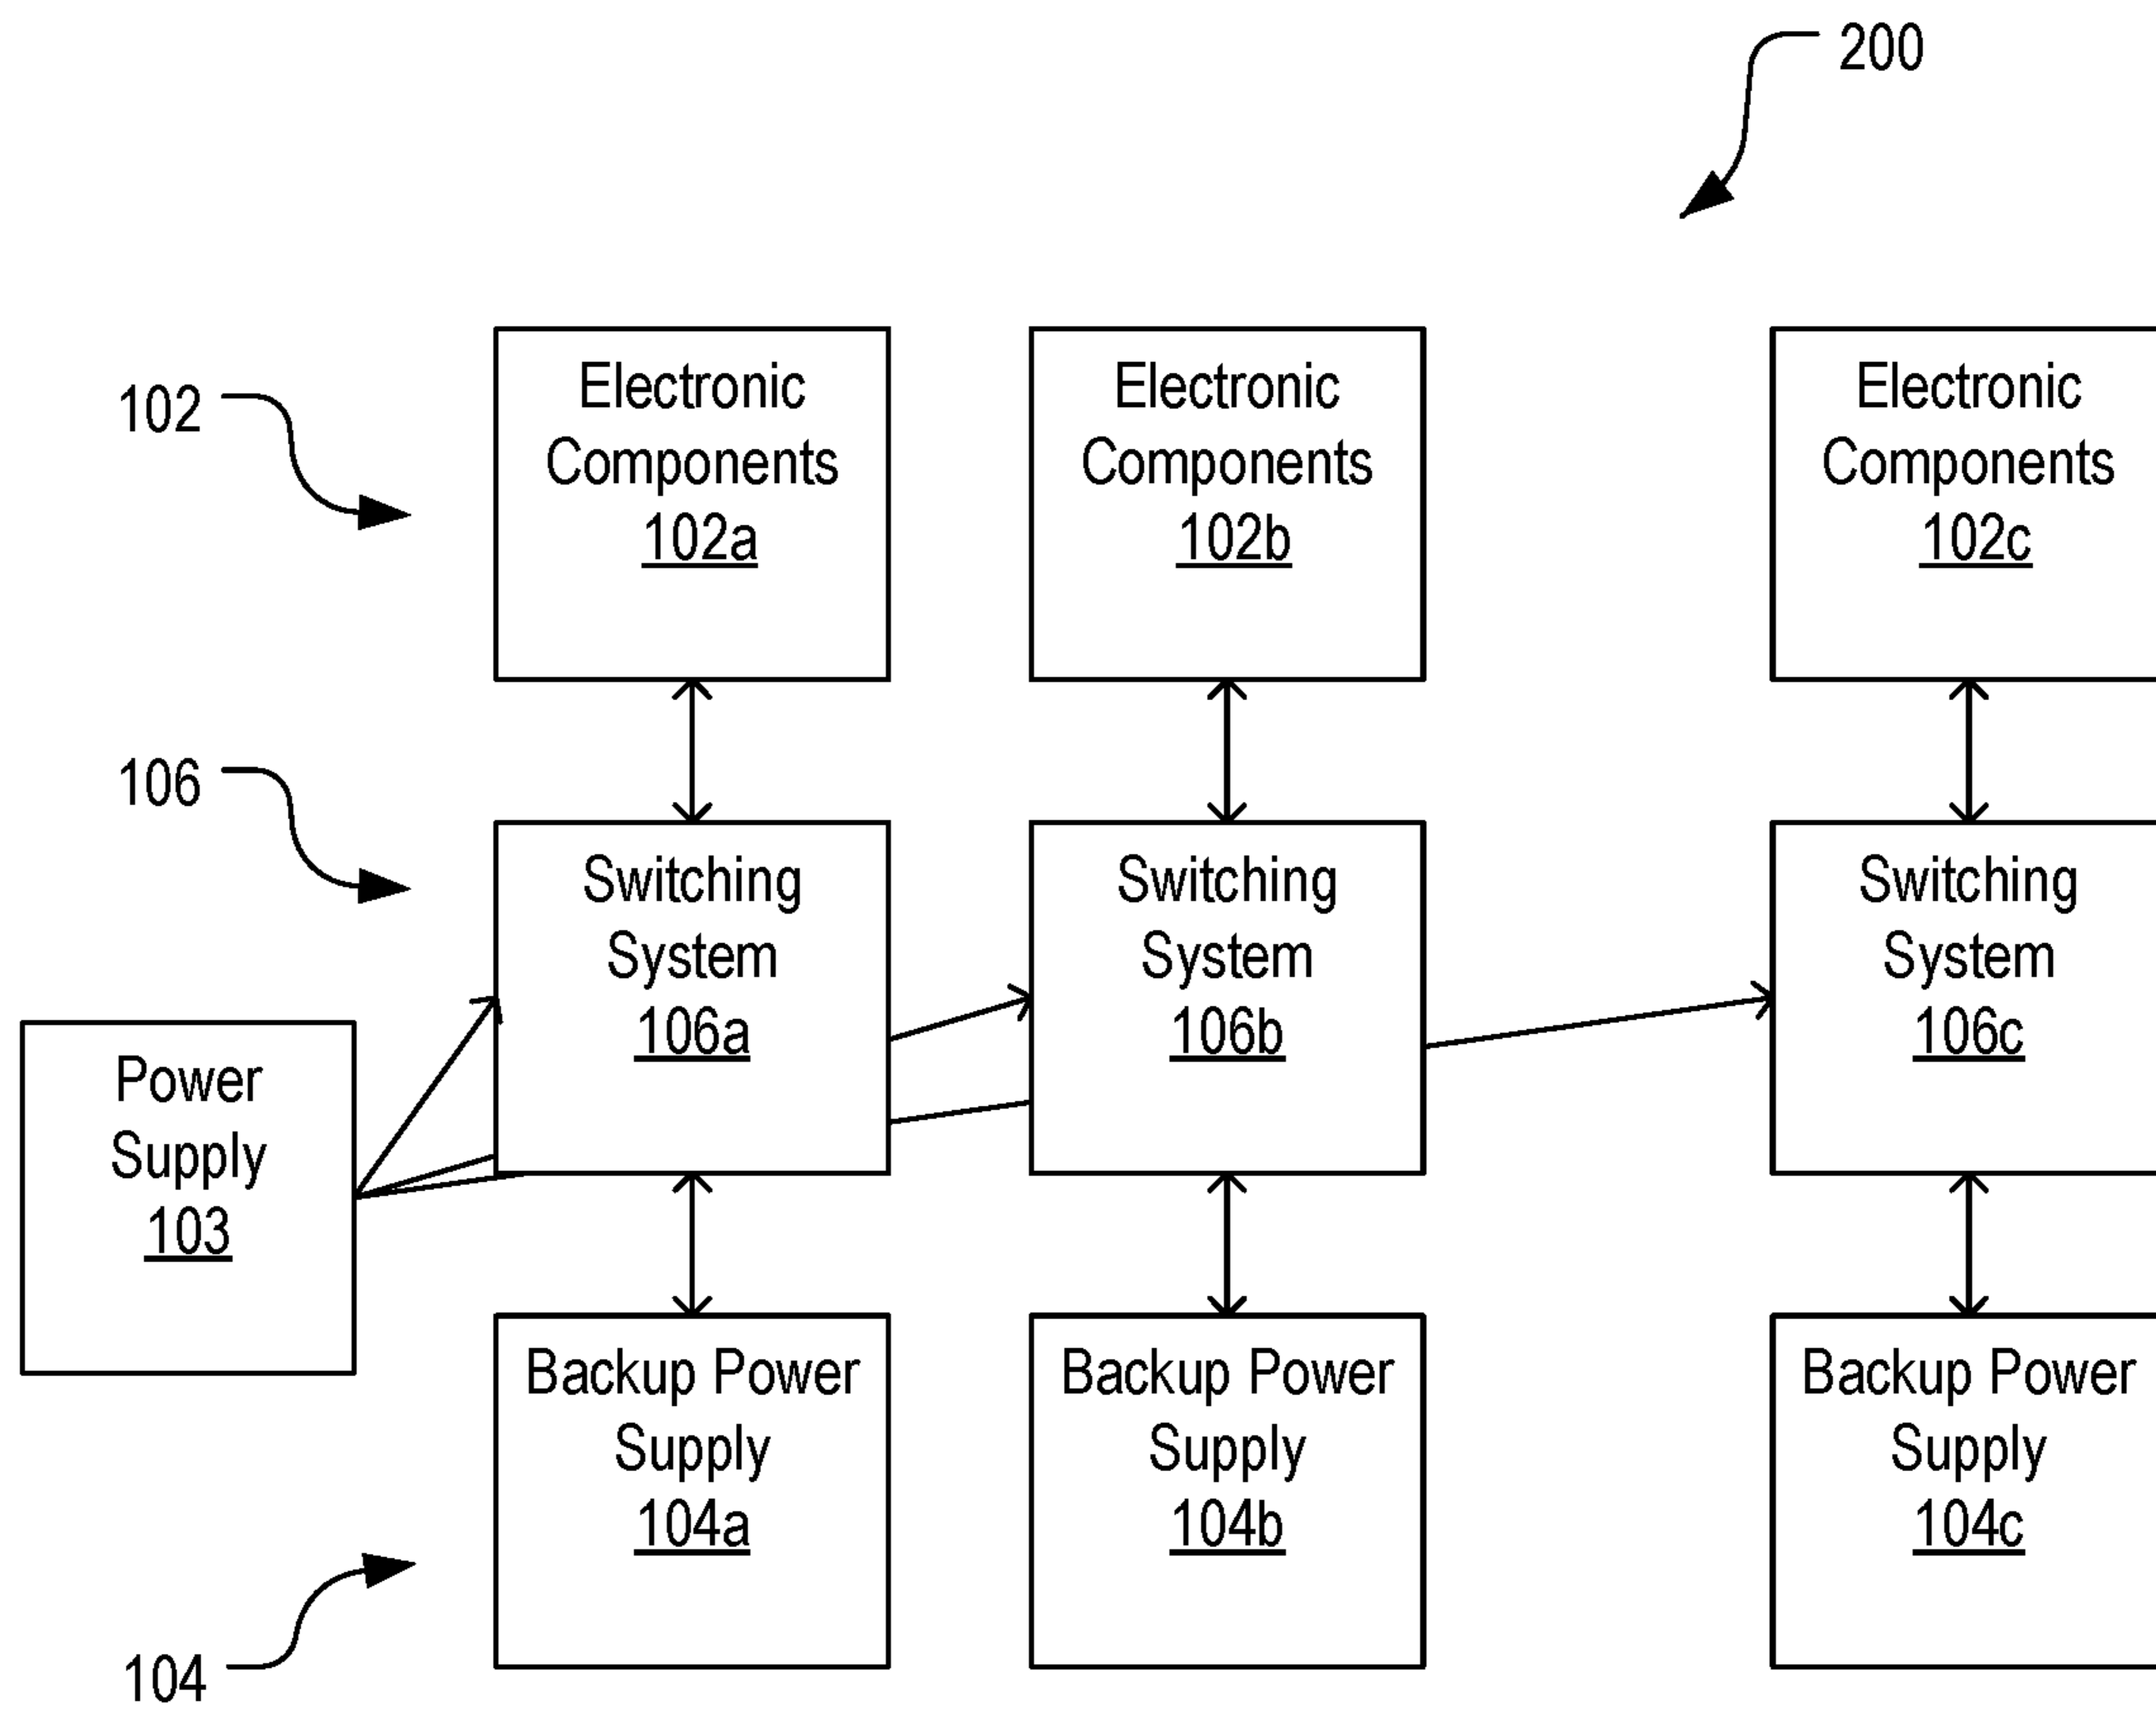 200
102
Electronic
Components
102a
Electronic
Components
102b
Electronic
Components
102c
106
Switching
System
106a
Switching
System
106b
Switching
System
106c
Power
Supply
103
Backup Power
Supply
104a
Backup Power
Supply
104b
Backup Power
Supply
104c
104